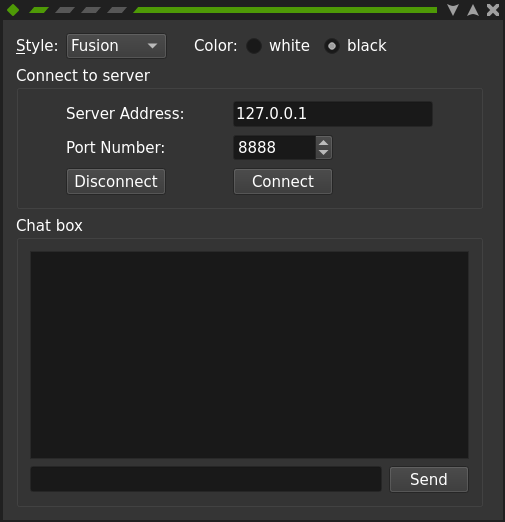 Style: Fusion Color: white black
Connect to server
Server Address: 127.0.0.1
Port Number: 8888
Disconnect Connect
Chat box
Send